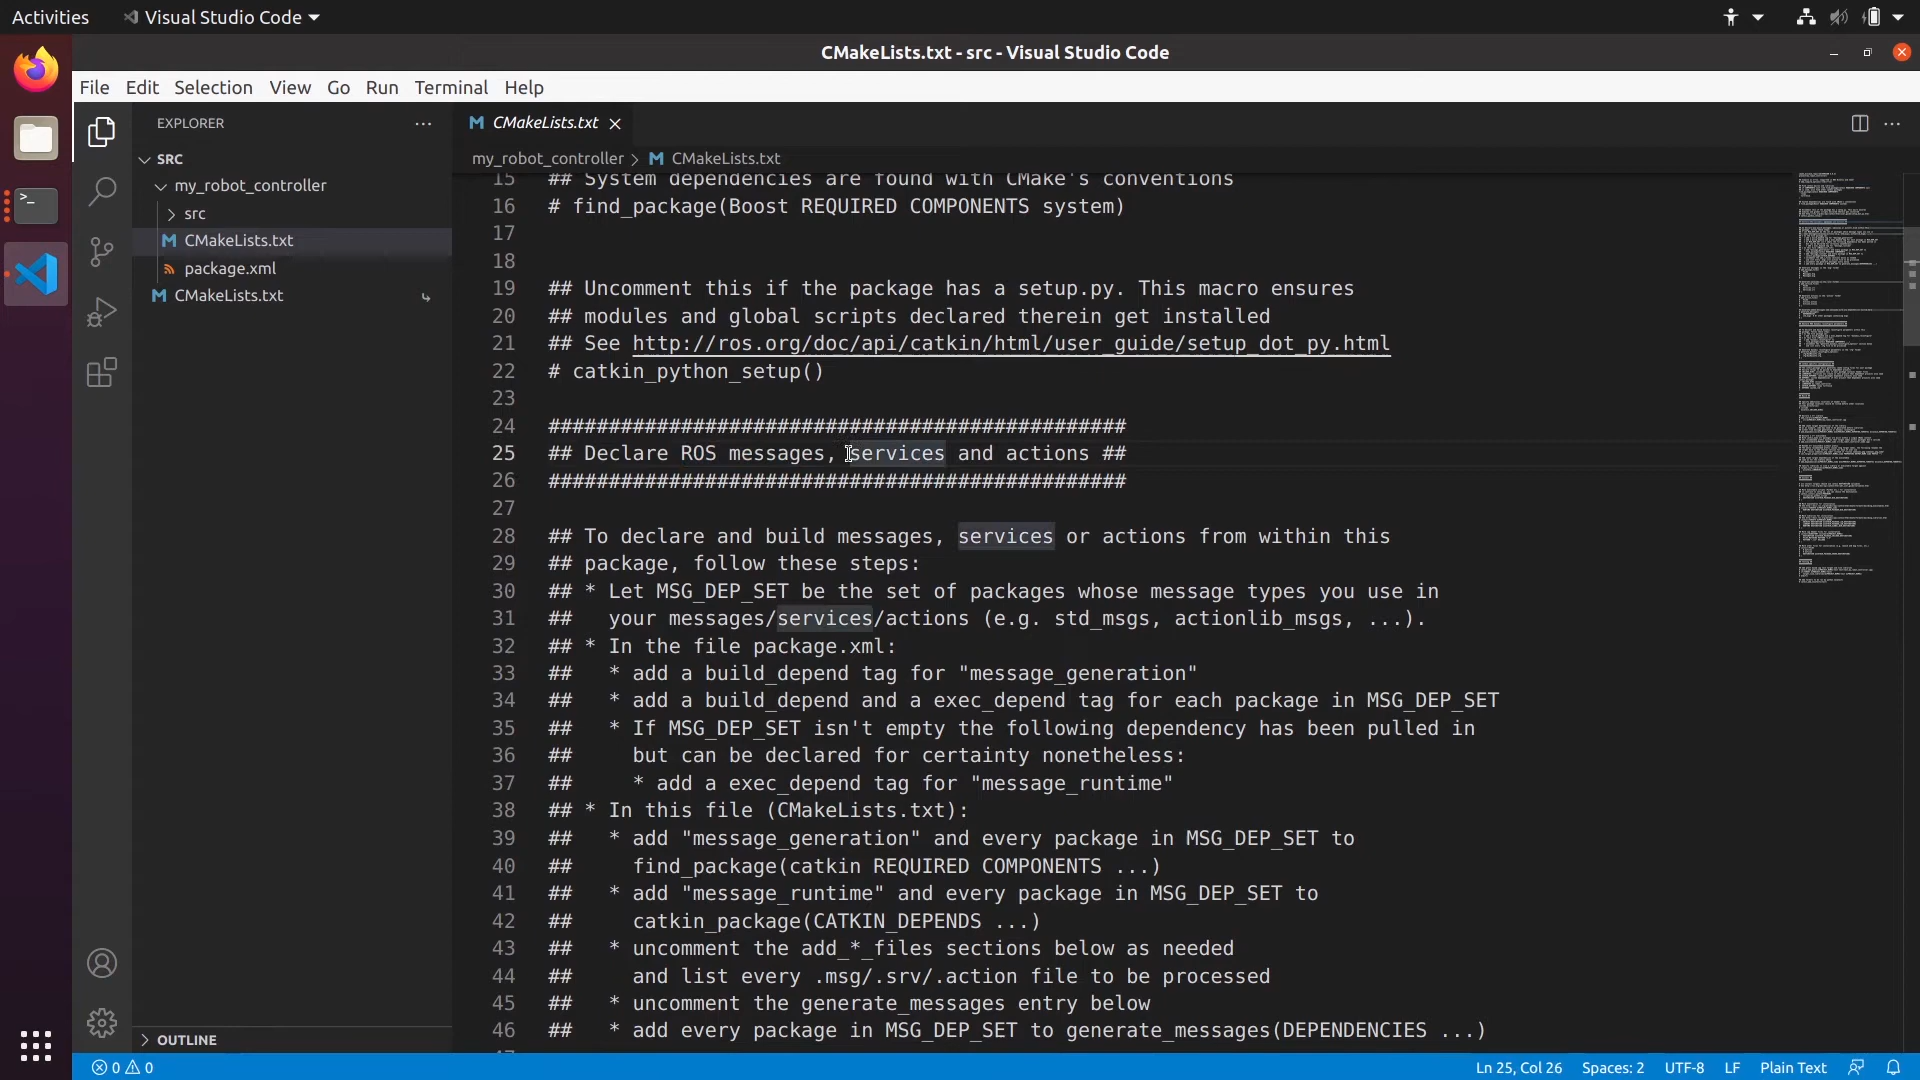 Activities
Visual Studio Code
CMakeLists.txt - src - Visual Studio Code
File Edit Selection View Go Run Terminal Help
EXPLORER
SRC
my_robot_controller
src
CMakeLists.txt
package.xml
CMakeLists.txt
OUTLINE
CMakeLists.txt
my_robot_controller > CMakeLists.txt
15 ## System dependencies are found with CMake's conventions
16 # find_package(Boost REQUIRED COMPONENTS system)
17
18
19 ## Uncomment this if the package has a setup.py. This macro ensures
20 ## modules and global scripts declared therein get installed
21 ## See http://ros.org/doc/api/catkin/html/user_guide/setup_dot_py.html
22 # catkin_python_setup()
23
24 ################################################
25 ## Declare ROS messages, services and actions ##
26 ################################################
27
28 ## To declare and build messages, services or actions from within this
29 ## package, follow these steps:
30 ## * Let MSG_DEP_SET be the set of packages whose message types you use in
31 ##   your messages/services/actions (e.g. std_msgs, actionlib_msgs, ...).
32 ## * In the file package.xml:
33 ##   * add a build_depend tag for "message_generation"
34 ##   * add a build_depend and a exec_depend tag for each package in MSG_DEP_SET
35 ##   * If MSG_DEP_SET isn't empty the following dependency has been pulled in
36 ##     but can be declared for certainty nonetheless:
37 ##     * add a exec_depend tag for "message_runtime"
38 ## * In this file (CMakeLists.txt):
39 ##   * add "message_generation" and every package in MSG_DEP_SET to
40 ##     find_package(catkin REQUIRED COMPONENTS ...)
41 ##   * add "message_runtime" and every package in MSG_DEP_SET to
42 ##     catkin_package(CATKIN_DEPENDS ...)
43 ##   * uncomment the add_*_files sections below as needed
44 ##     and list every .msg/.srv/.action file to be processed
45 ##   * uncomment the generate_messages entry below
46 ##   * add every package in MSG_DEP_SET to generate_messages(DEPENDENCIES ...)
0 0
Ln 25, Col 26 Spaces: 2 UTF-8 LF Plain Text